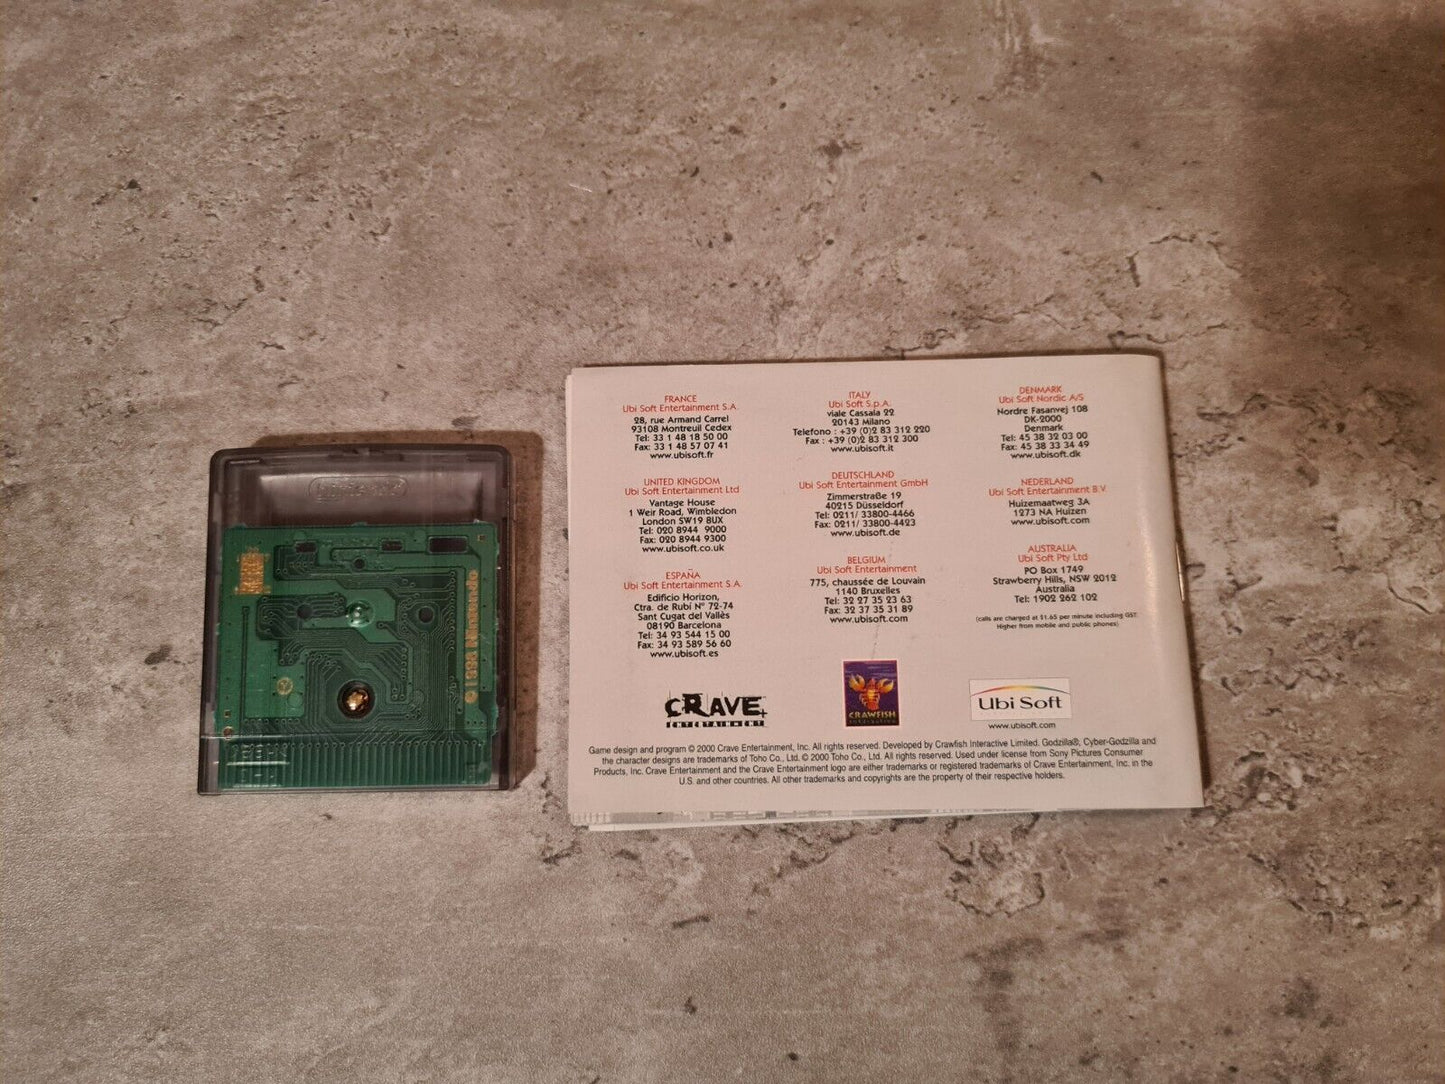 © 1998 Nintendo
FRANCE
Ubi Soft Entertainment S.A.
28, rue Armand Carrel
93108 Montreuil Cedex
Tel: 33 1 48 18 50 00
Fax: 33 1 48 57 07 41
www.ubisoft.fr
ITALY
Ubi Soft S.p.A.
viale Cassala 22
20143 Milano
Telefono : +39 (0)2 83 312 220
Fax : +39 (0)2 83 312 300
www.ubisoft.it
DENMARK
Ubi Soft Nordic A/S
Nordre Fasanvej 108
DK-2000
Denmark
Tel: 45 38 32 03 00
Fax: 45 38 33 34 49
www.ubisoft.dk
UNITED KINGDOM
Ubi Soft Entertainment Ltd
Vantage House
1 Weir Road, Wimbledon
London SW19 8UX
Tel: 020 8944 9000
Fax: 020 8944 9300
www.ubisoft.co.uk
DEUTSCHLAND
Ubi Soft Entertainment GmbH
Zimmerstraße 19
40215 Düsseldorf
Tel: 0211/ 33800-4466
Fax: 0211/ 33800-4423
www.ubisoft.de
NEDERLAND
Ubi Soft Entertainment B.V.
Huizemaatweg 3A
1273 NA Huizen
www.ubisoft.com
ESPAÑA
Ubi Soft Entertainment S.A.
Edificio Horizon,
Ctra. de Rubí Nº 72-74
Sant Cugat del Vallès
08190 Barcelona
Tel: 34 93 544 15 00
Fax: 34 93 589 56 60
www.ubisoft.es
BELGIUM
Ubi Soft Entertainment
775, chaussée de Louvain
1140 Bruxelles
Tel: 32 27 35 23 63
Fax: 32 37 35 31 89
www.ubisoft.com
AUSTRALIA
Ubi Soft Pty Ltd
PO Box 1749
Strawberry Hills, NSW 2012
Australia
Tel: 1902 262 102
(calls are charged at $1.65 per minute including GST.
Higher from mobile and public phones)
CRAVE
ENTERTAINMENT
CRAWFISH
INTERACTIVE
Ubi Soft
www.ubisoft.com
Game design and program © 2000 Crave Entertainment, Inc. All rights reserved. Developed by Crawfish Interactive Limited. Godzilla®, Cyber-Godzilla and
the character designs are trademarks of Toho Co., Ltd. © 2000 Toho Co., Ltd. All rights reserved. Used under license from Sony Pictures Consumer
Products, Inc. Crave Entertainment and the Crave Entertainment logo are either trademarks or registered trademarks of Crave Entertainment, Inc. in the
U.S. and other countries. All other trademarks and copyrights are the property of their respective holders.